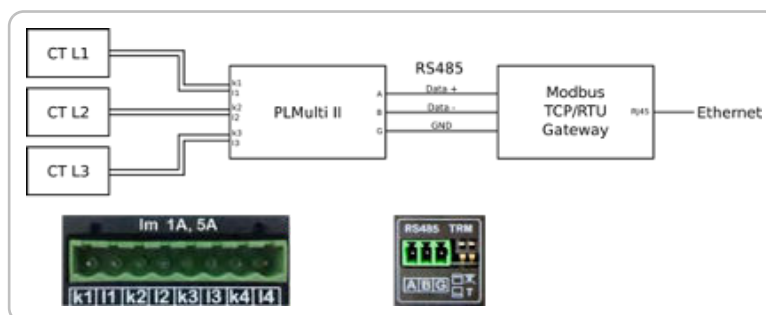 CT L1
CT L2
CT L3
k1
l1
k2
l2
k3
l3
PLMulti II
A
B
G
RS485
Data +
Data -
GND
Modbus
TCP/RTU
Gateway
RJ45
Ethernet
Im 1A, 5A
k1 l1 k2 l2 k3 l3 k4 l4
RS485 TRM
A B G
T